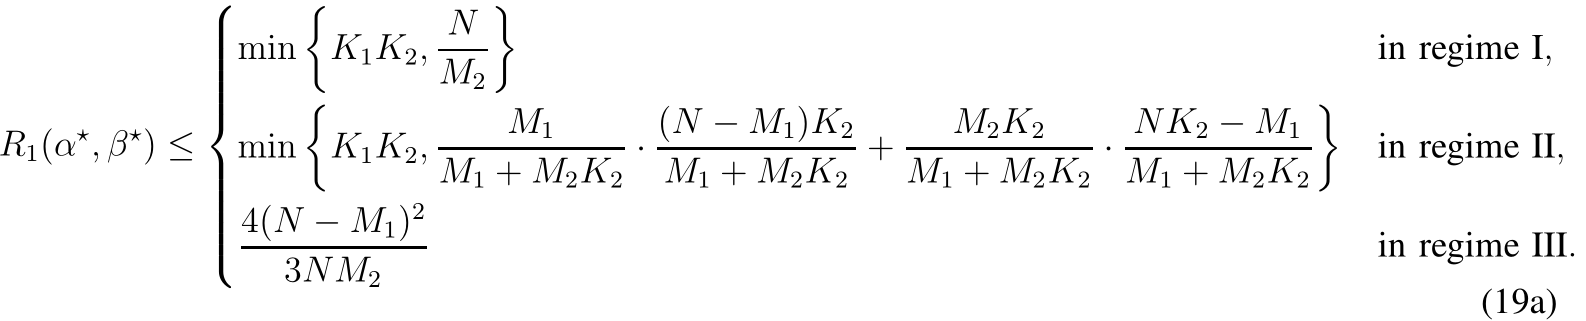 $$R_1(\alpha^\star, \beta^\star) \leq \begin{cases} \min\left\{K_1K_2, \dfrac{N}{M_2}\right\} & \text{in regime I,} \\ \min\left\{K_1K_2, \dfrac{M_1}{M_1 + M_2K_2} \cdot \dfrac{(N - M_1)K_2}{M_1 + M_2K_2} + \dfrac{M_2K_2}{M_1 + M_2K_2} \cdot \dfrac{NK_2 - M_1}{M_1 + M_2K_2}\right\} & \text{in regime II,} \\ \dfrac{4(N - M_1)^2}{3NM_2} & \text{in regime III.} \end{cases}$$
(19a)